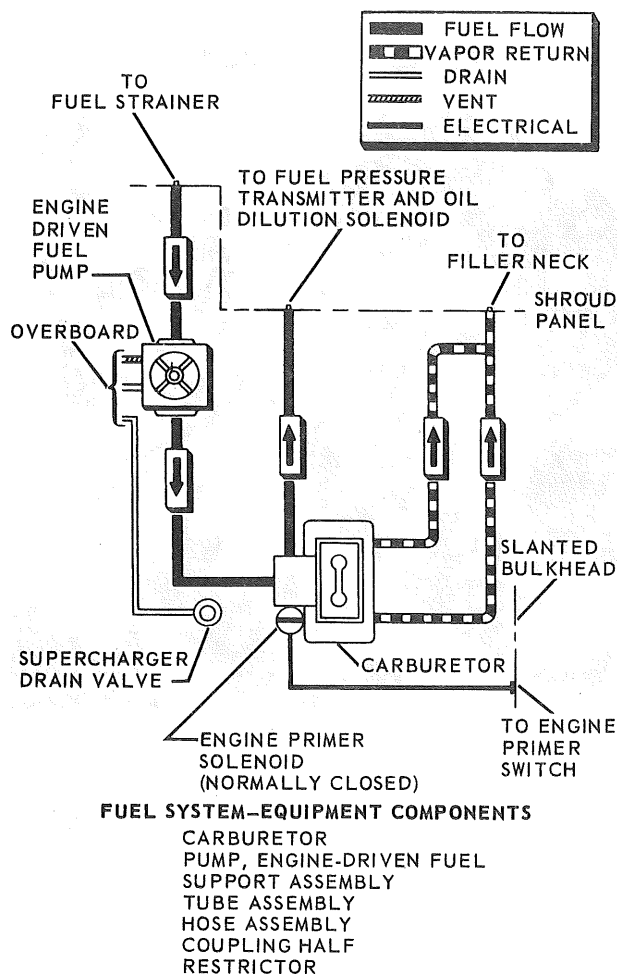 FUEL FLOW
VAPOR RETURN
DRAIN
VENT
ELECTRICAL
TO
FUEL STRAINER
TO FUEL PRESSURE
TRANSMITTER AND OIL
DILUTION SOLENOID
ENGINE
DRIVEN
FUEL
PUMP
TO
FILLER NECK
SHROUD
PANEL
OVERBOARD
SLANTED
BULKHEAD
SUPERCHARGER
DRAIN VALVE
CARBURETOR
ENGINE PRIMER
SOLENOID
(NORMALLY CLOSED)
TO ENGINE
PRIMER
SWITCH
FUEL SYSTEM–EQUIPMENT COMPONENTS
CARBURETOR
PUMP, ENGINE-DRIVEN FUEL
SUPPORT ASSEMBLY
TUBE ASSEMBLY
HOSE ASSEMBLY
COUPLING HALF
RESTRICTOR